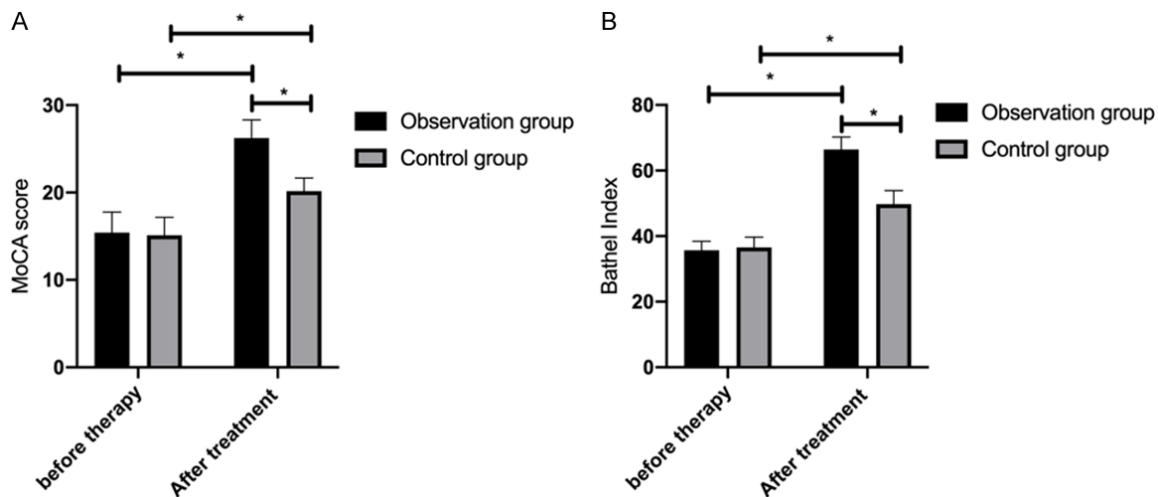 A
*
*
*
30
20
10
0
MoCA score
before therapy
After treatment
Observation group
Control group
B
*
*
*
80
60
40
20
0
Bathel Index
before therapy
After treatment
Observation group
Control group